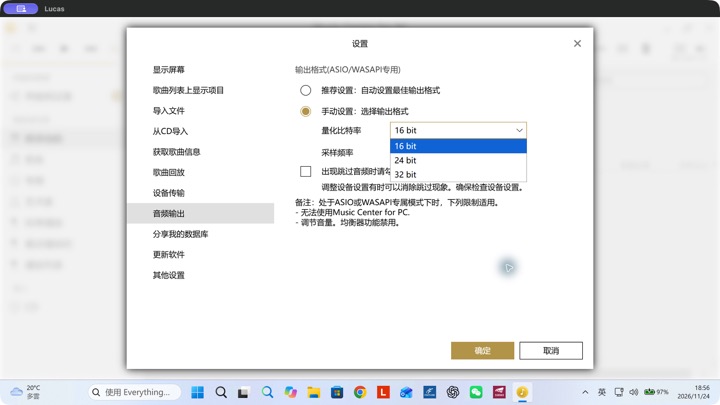 Lucas
设置
显示屏幕
歌曲列表上显示项目
导入文件
从CD导入
获取歌曲信息
歌曲回放
设备传输
音频输出
分享我的数据库
更新软件
其他设置
输出格式(ASIO/WASAPI专用)
推荐设置：自动设置最佳输出格式
手动设置：选择输出格式
量化比特率
16 bit
16 bit
24 bit
32 bit
采样频率
出现跳过音频时请勾
调整设备设置有时可以消除跳过现象。确保检查设备设置。
备注：处于ASIO或WASAPI专属模式下时，下列限制适用。
- 无法使用Music Center for PC.
- 调节音量。均衡器功能禁用。
确定
取消
20°C
多雲
使用 Everything...
英
97%
18:56
2026/11/24